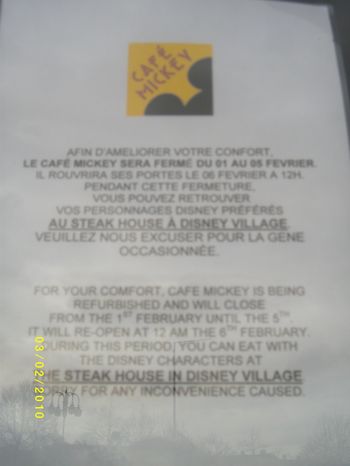 CAFÉ
MICKEY
AFIN D'AMELIORER VOTRE CONFORT,
LE CAFÉ MICKEY SERA FERMÉ DU 01 AU 05 FEVRIER.
IL ROUVRIRA SES PORTES LE 06 FEVRIER A 12H.
PENDANT CETTE FERMETURE,
VOUS POUVEZ RETROUVER
VOS PERSONNAGES DISNEY PRÉFÉRÉS
AU STEAK HOUSE À DISNEY VILLAGE.
VEUILLEZ NOUS EXCUSER POUR LA GENE
OCCASIONNÉE.
FOR YOUR COMFORT, CAFE MICKEY IS BEING
REFURBISHED AND WILL CLOSE
FROM THE 1ST FEBRUARY UNTIL THE 5TH.
IT WILL RE-OPEN AT 12 AM THE 6TH FEBRUARY.
DURING THIS PERIOD, YOU CAN EAT WITH
THE DISNEY CHARACTERS AT
THE STEAK HOUSE IN DISNEY VILLAGE
SORRY FOR ANY INCONVENIENCE CAUSED.
03/02/2010